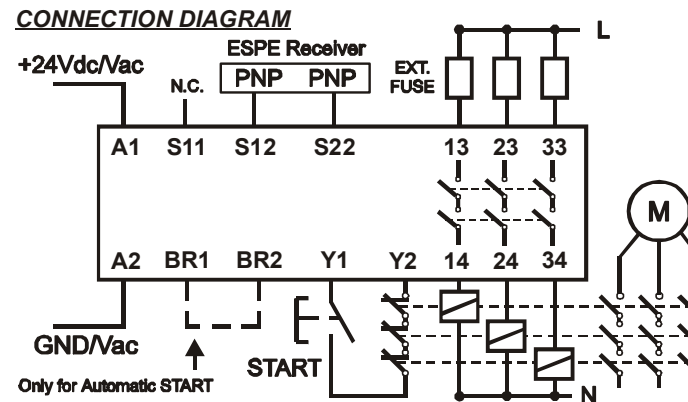 CONNECTION DIAGRAM
+24Vdc/Vac
N.C.
ESPE Receiver
PNP PNP
EXT.
FUSE
L
A1 S11 S12 S22 13 23 33
M
A2 BR1 BR2 Y1 Y2 14 24 34
GND/Vac
START
Only for Automatic START
N